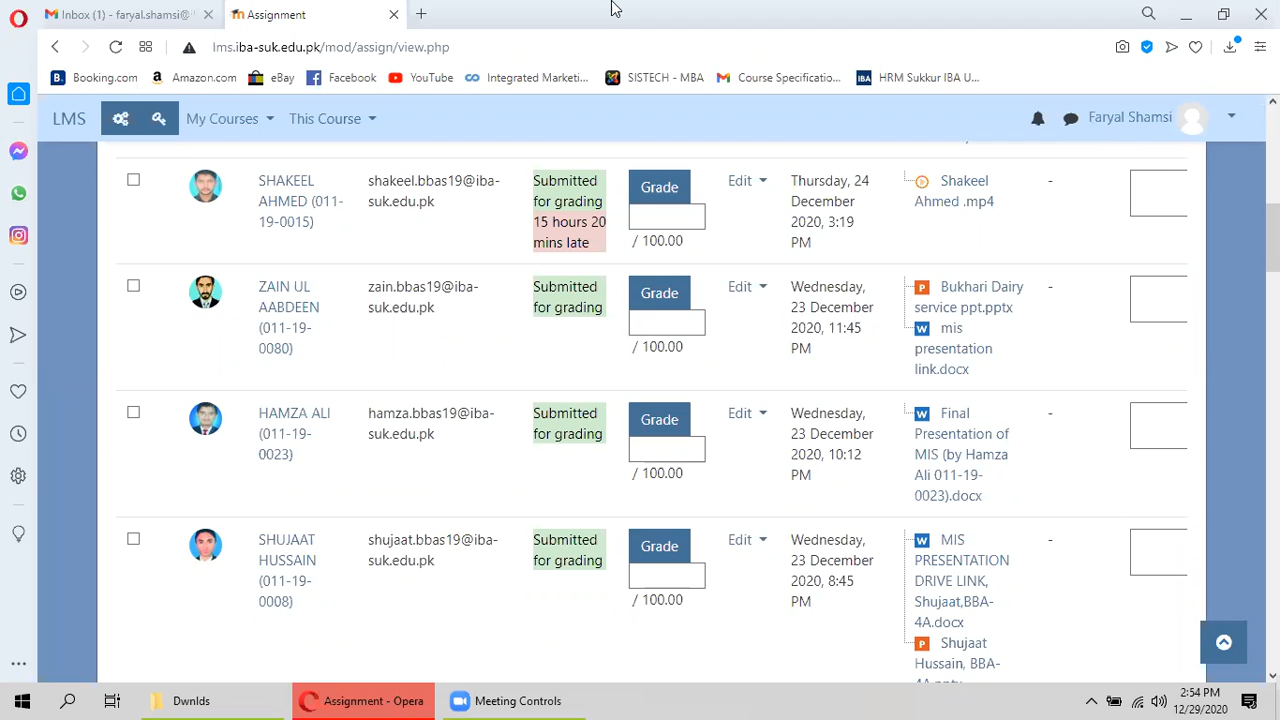 Inbox (1) - faryal.shamsi@
Assignment
lms.iba-suk.edu.pk/mod/assign/view.php
Booking.com
Amazon.com
eBay
Facebook
YouTube
Integrated Marketi...
SISTECH - MBA
Course Specificatio...
HRM Sukkur IBA U...
LMS
My Courses
This Course
Faryal Shamsi
SHAKEEL
AHMED (011-
19-0015)
shakeel.bbas19@iba-
suk.edu.pk
Submitted
for grading
15 hours 20
mins late
Grade
/ 100.00
Edit
Thursday, 24
December
2020, 3:19
PM
Shakeel
Ahmed .mp4
-
ZAIN UL
AABDEEN
(011-19-
0080)
zain.bbas19@iba-
suk.edu.pk
Submitted
for grading
Grade
/ 100.00
Edit
Wednesday,
23 December
2020, 11:45
PM
Bukhari Dairy
service ppt.pptx
mis
presentation
link.docx
-
HAMZA ALI
(011-19-
0023)
hamza.bbas19@iba-
suk.edu.pk
Submitted
for grading
Grade
/ 100.00
Edit
Wednesday,
23 December
2020, 10:12
PM
Final
Presentation of
MIS (by Hamza
Ali 011-19-
0023).docx
-
SHUJAAT
HUSSAIN
(011-19-
0008)
shujaat.bbas19@iba-
suk.edu.pk
Submitted
for grading
Grade
/ 100.00
Edit
Wednesday,
23 December
2020, 8:45
PM
MIS
PRESENTATION
DRIVE LINK,
Shujaat,BBA-
4A.docx
Shujaat
Hussain, BBA-
-
Dwnlds
Assignment - Opera
Meeting Controls
2:54 PM
12/29/2020